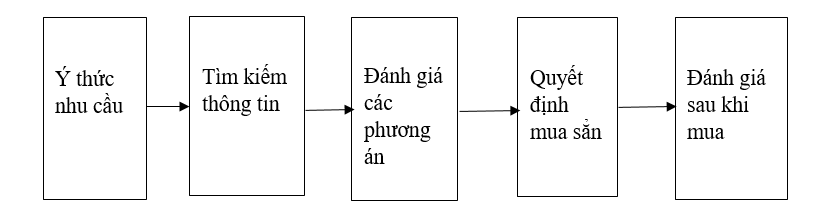 Ý thức
nhu cầu
Tìm kiếm
thông tin
Đánh giá
các
phương
án
Quyết
định
mua sẳn
Đánh giá
sau khi
mua